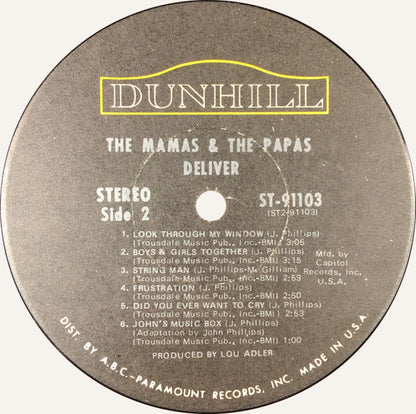 DUNHILL
THE MAMAS & THE PAPAS
DELIVER
STEREO
Side 2
ST-91103
(ST2-91103)
1. LOOK THROUGH MY WINDOW (J. Phillips)
(Trousdale Music Pub., Inc.-BMI) 3:05
2. BOYS & GIRLS TOGETHER (J. Phillips)
(Trousdale Music Pub., Inc.-BMI) 3:15
3. STRING MAN (J. Phillips-M. Gilliam)
(Trousdale Music Pub., Inc.-BMI) 2:59
4. FRUSTRATION (J. Phillips)
(Trousdale Music Pub., Inc.-BMI) 2:50
5. DID YOU EVER WANT TO CRY (J. Phillips)
(Trousdale Music Pub., Inc.-BMI) 2:53
6. JOHN'S MUSIC BOX (J. Phillips)
(Adaptation by John Phillips)
(Trousdale Music Pub., Inc.-BMI) 1:00
Mfd. by
Capitol
Records, Inc.
U.S.A.
PRODUCED BY LOU ADLER
DIST. BY A.B.C.-PARAMOUNT RECORDS, INC. MADE IN U.S.A.